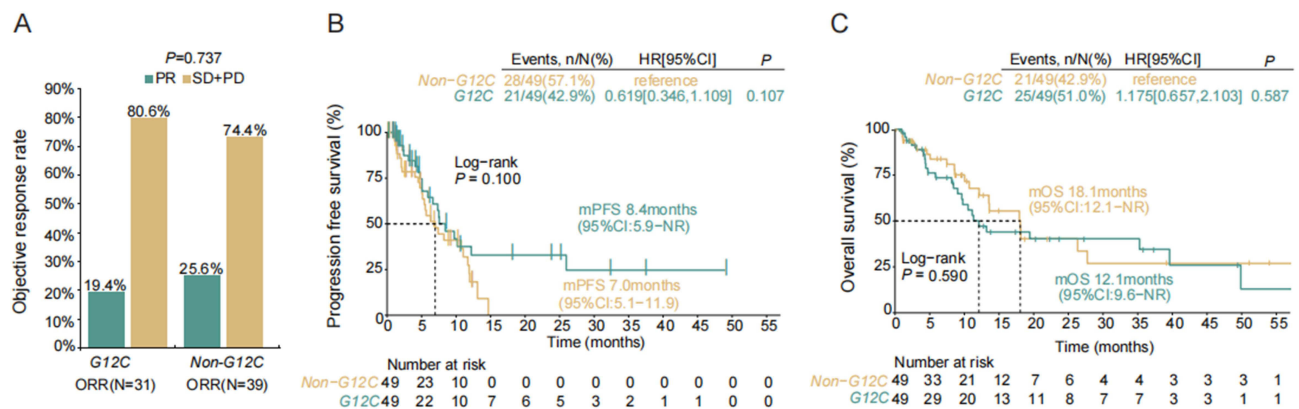 A
P=0.737
PR SD+PD
90%
80%
70%
60%
50%
40%
30%
20%
10%
0%
Objective response rate
19.4%
80.6%
25.6%
74.4%
G12C
Non-G12C
ORR(N=31)
ORR(N=39)
B
Events, n/N(%) HR[95%CI] P
Non-G12C 28/49(57.1%) reference
G12C 21/49(42.9%) 0.619[0.346,1.109) 0.107
Progression free survival (%)
100
75
50
25
0
Log-rank
P = 0.100
mPFS 8.4months
(95%CI:5.9-NR)
mPFS 7.0months
(95%CI:5.1-11.9)
0 5 10 15 20 25 30 35 40 45 50 55
Time (months)
Number at risk
Non-G12C 49 23 10 0 0 0 0 0 0 0 0 0
G12C 49 22 10 7 6 5 3 2 1 1 0 0
C
Events, n/N(%) HR[95%CI] P
Non-G12C 21/49(42.9%) reference
G12C 25/49(51.0%) 1.175[0.657,2.103) 0.587
Overall survival (%)
100
75
50
25
0
mOS 18.1months
(95%CI:12.1-NR)
Log-rank
P = 0.590
mOS 12.1months
(95%CI:9.6-NR)
0 5 10 15 20 25 30 35 40 45 50 55
Time (months)
Number at risk
Non-G12C 49 33 21 12 7 6 4 4 3 3 3 1
G12C 49 29 20 13 11 8 7 7 3 3 1 1